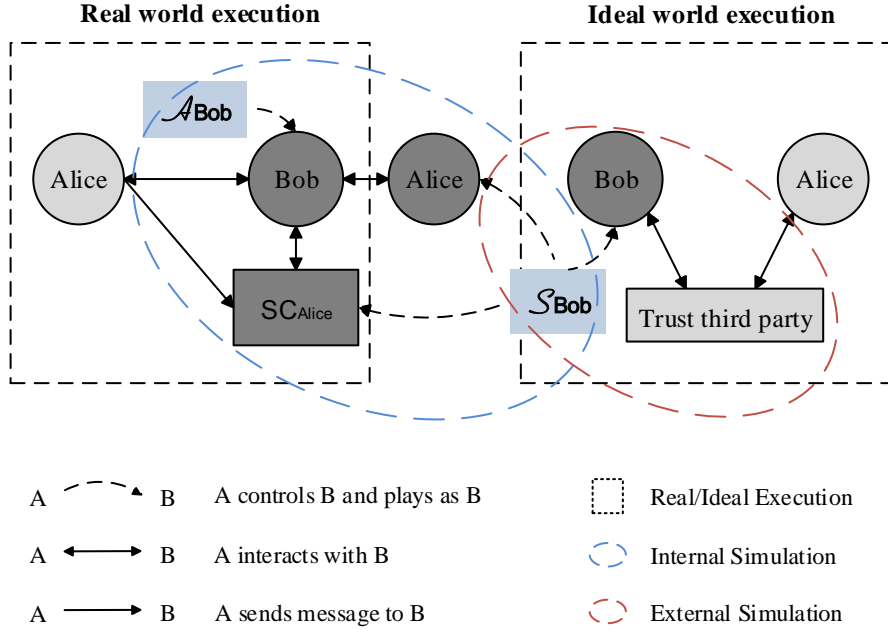 Real world execution
Ideal world execution
𝒜Bob
Alice
Bob
Alice
Bob
Alice
SCAlice
𝒮Bob
Trust third party
A B A controls B and plays as B
Real/Ideal Execution
A B A interacts with B
Internal Simulation
A B A sends message to B
External Simulation